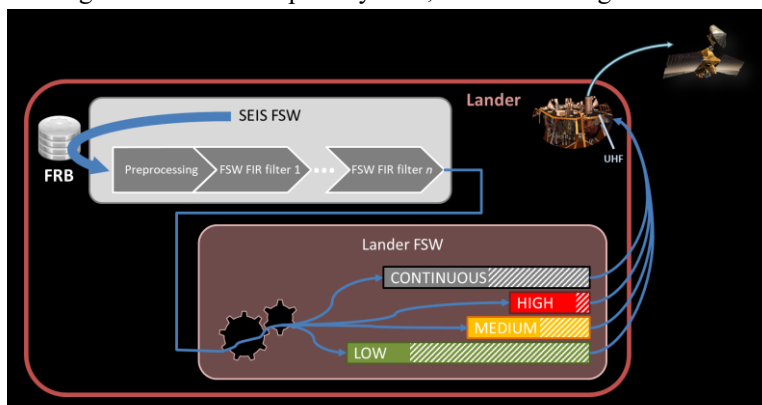 Lander
SEIS FSW
FRB
Preprocessing
FSW FIR filter 1
FSW FIR filter n
UHF
Lander FSW
CONTINUOUS
HIGH
MEDIUM
LOW